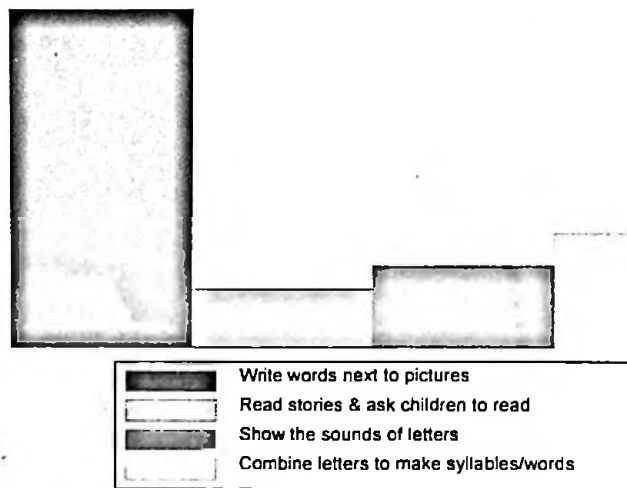 Write words next to pictures
Read stories & ask children to read
Show the sounds of letters
Combine letters to make syllables/words